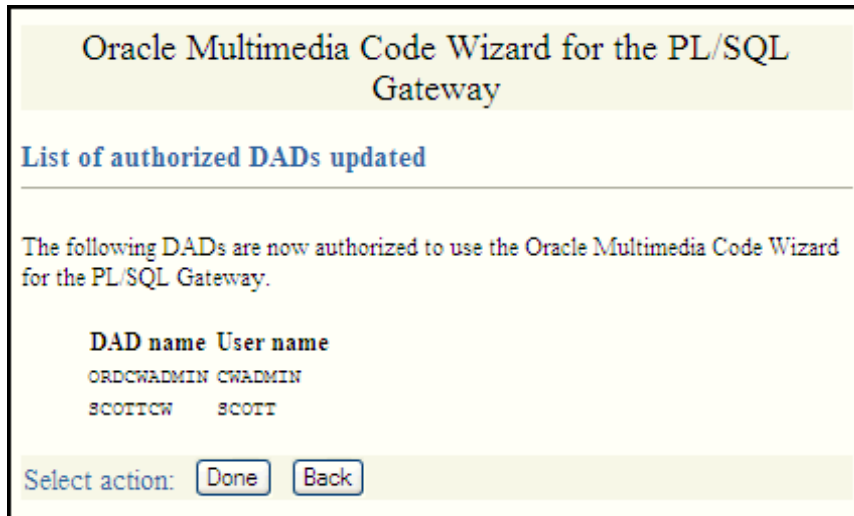 Oracle Multimedia Code Wizard for the PL/SQL
Gateway
List of authorized DADs updated
The following DADs are now authorized to use the Oracle Multimedia Code Wizard
for the PL/SQL Gateway.
DAD name User name
ORDCWADMIN CWADMIN
SCOTTCW SCOTT
Select action: Done Back